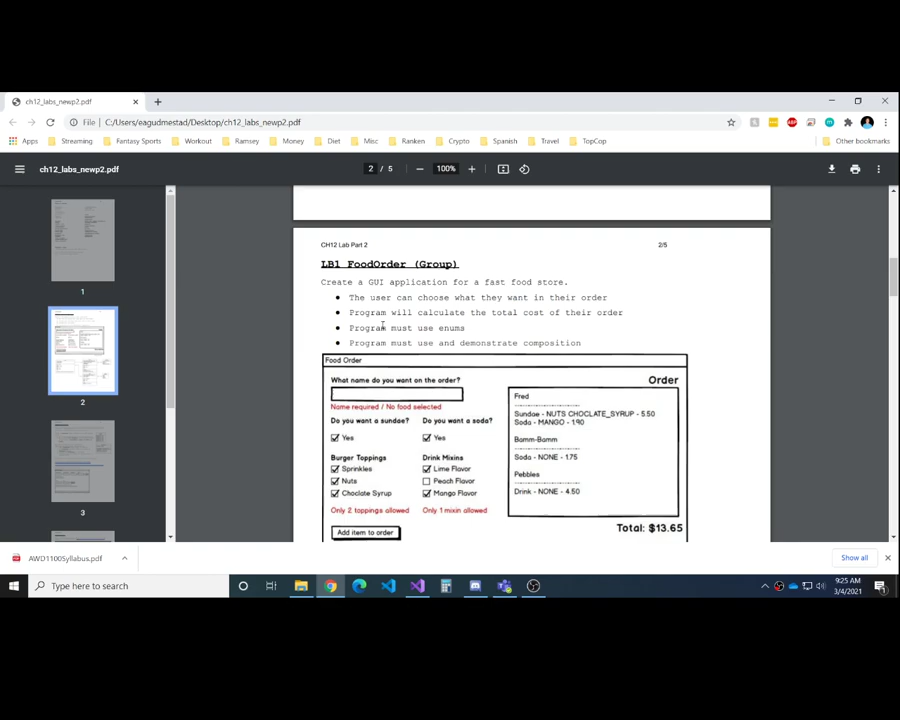 ch12_labs_newp2.pdf
File
C:/Users/eagudmestad/Desktop/ch12_labs_newp2.pdf
Apps Streaming Fantasy Sports Workout Ramsey Money Diet Misc Ranken Crypto Spanish Travel TopCop Other bookmarks
ch12_labs_newp2.pdf 2 / 5 100%
1
2
3
CH12 Lab Part 2 2/5
LB1 FoodOrder (Group)
Create a GUI application for a fast food store.
The user can choose what they want in their order
Program will calculate the total cost of their order
Program must use enums
Program must use and demonstrate composition
Food Order
What name do you want on the order?
Name required / No food selected
Do you want a sundae? Do you want a soda?
Yes Yes
Burger Toppings Drink Mixins
Sprinkles Lime Flavor
Nuts Peach Flavor
Choclate Syrup Mango Flavor
Only 2 toppings allowed Only 1 mixin allowed
Add item to order
Order
Fred
Sundae - NUTS CHOCLATE_SYRUP - 5.50
Soda - MANGO - 1.90
Bamm-Bamm
Soda - NONE - 1.75
Pebbles
Drink - NONE - 4.50
Total: $13.65
AWD1100Syllabus.pdf Show all
Type here to search
9:25 AM
3/4/2021